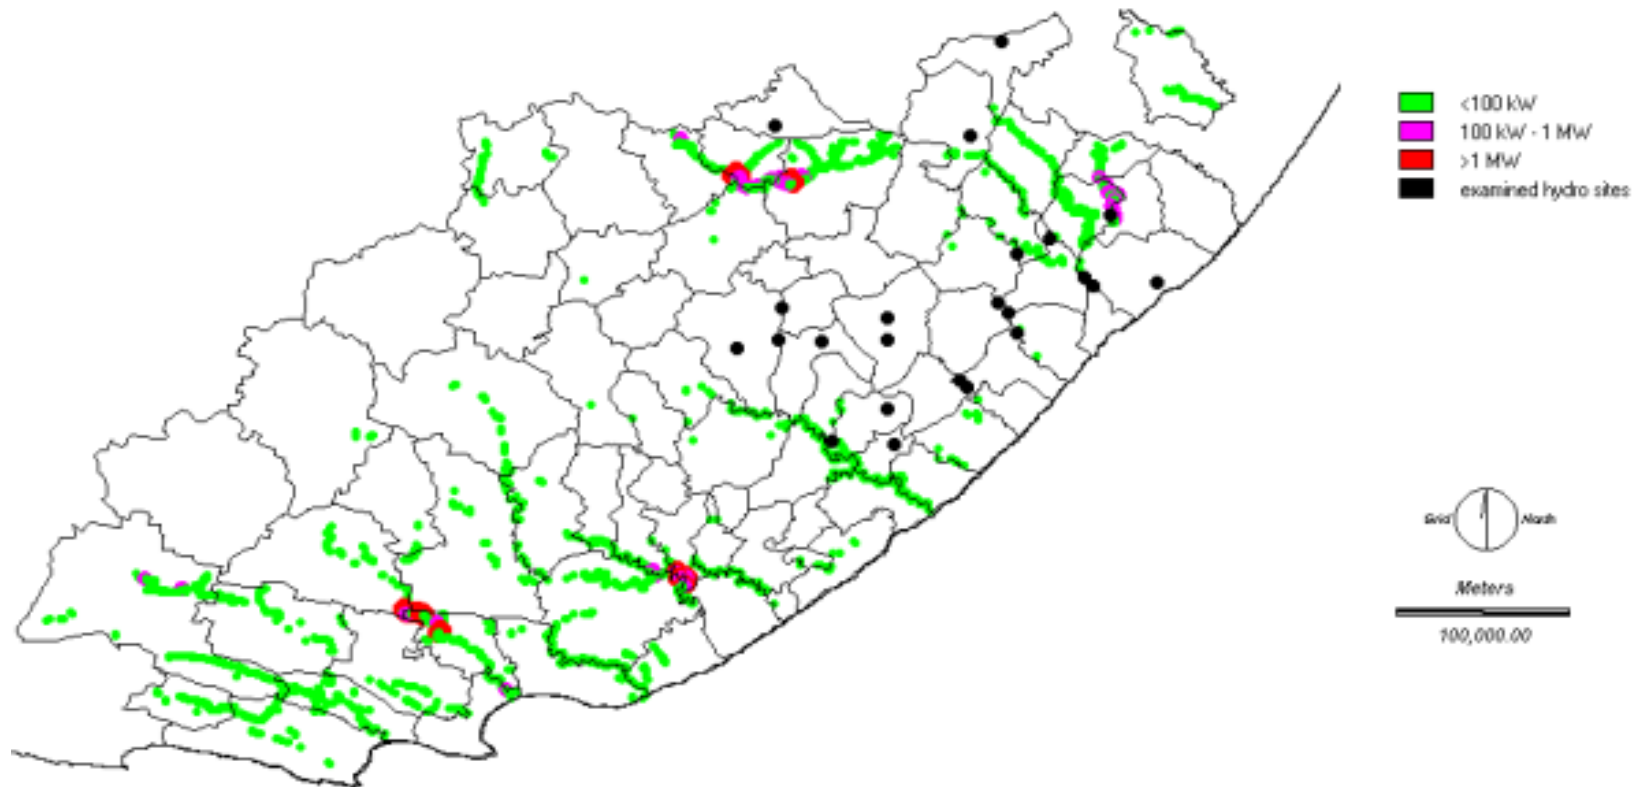 <100 kW
100 kW - 1 MW
>1 MW
examined hydro sites
Grid North
Meters
100,000.00